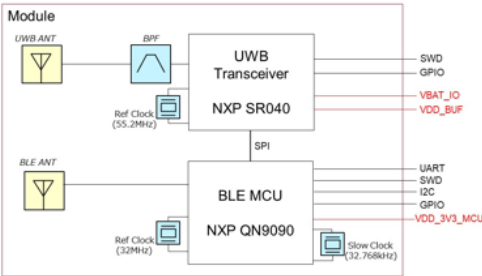 Module
UWB ANT
BPF
UWB
Transceiver
NXP SR040
SWD
GPIO
VBAT_IO
VDD_BUF
Ref Clock
(55.2MHz)
SPI
BLE ANT
BLE MCU
NXP QN9090
UART
SWD
I2C
GPIO
VDD_3V3_MCU
Ref Clock
(32MHz)
Slow Clock
(32.768kHz)